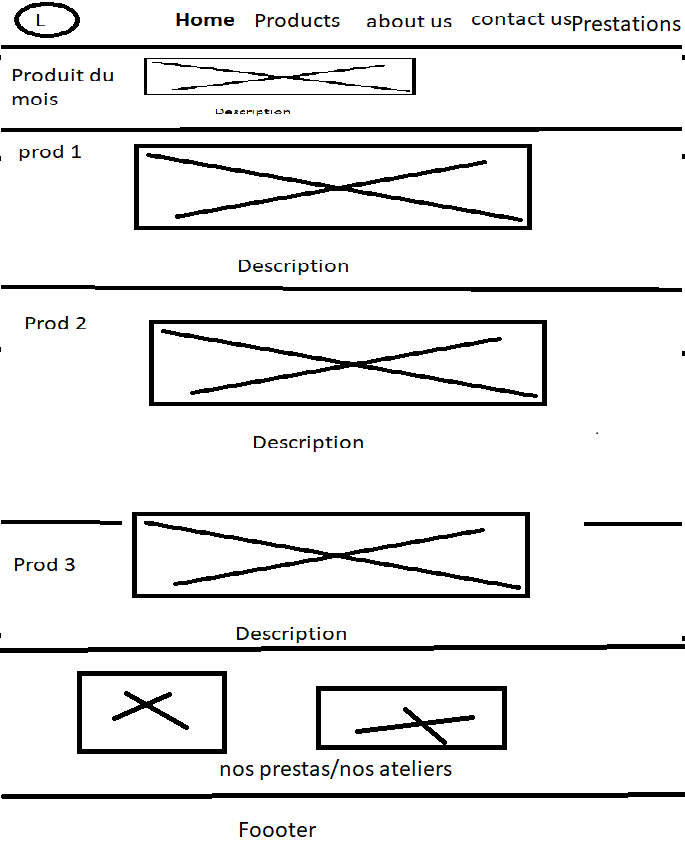 L Home Products about us contact us Prestations
Produit du
mois
Description
prod 1
Description
Prod 2
Description
Prod 3
Description
nos prestas/nos ateliers
Foooter